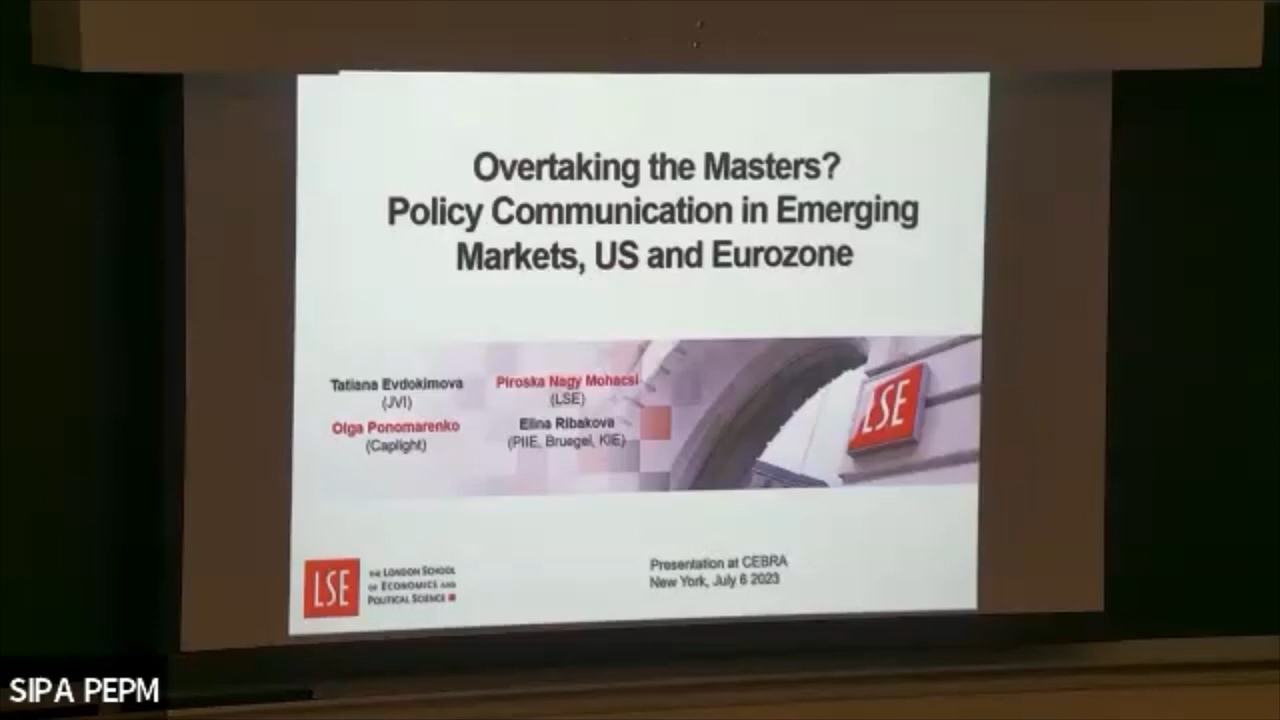 Overtaking the Masters?
Policy Communication in Emerging
Markets, US and Eurozone
Tatiana Evdokimova
(JVI)
Olga Ponomarenko
(Caplight)
Piroska Nagy Mohacsi
(LSE)
Elina Ribakova
(PIIE, Bruegel, KIE)
LSE
LSE
THE LONDON SCHOOL
OF ECONOMICS AND
POLITICAL SCIENCE
Presentation at CEBRA
New York, July 6 2023
SIPA PEPM